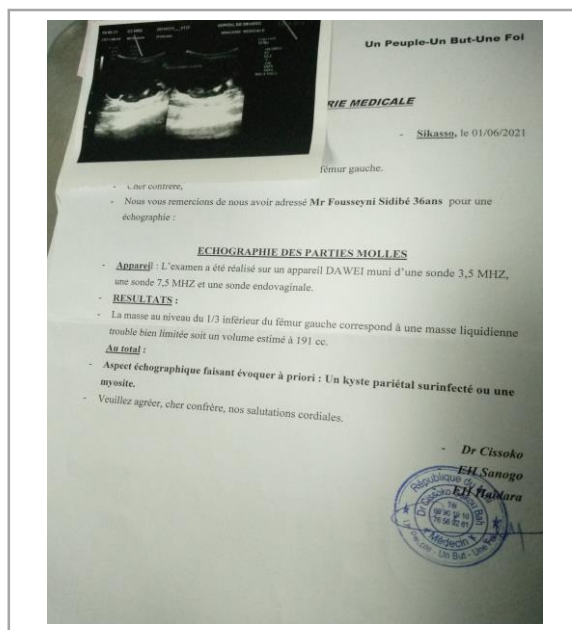 Un Peuple-Un But-Une Foi
RIE MEDICALE
- Sikasso, le 01/06/2021
fémur gauche.
- Cher confrère,
- Nous vous remercions de nous avoir adressé Mr Fousseyni Sidibé 36ans pour une
échographie :
ECHOGRAPHIE DES PARTIES MOLLES
- Appareil : L'examen a été réalisé sur un appareil DAWEI muni d'une sonde 3,5 MHZ,
une sonde 7,5 MHZ et une sonde endovaginale.
- RESULTATS :
- La masse au niveau du 1/3 inférieur du fémur gauche correspond à une masse liquidienne
trouble bien limitée soit un volume estimé à 191 cc.
Au total :
- Aspect échographique faisant évoquer à priori : Un kyste pariétal surinfecté ou une
myosite.
- Veuillez agréer, cher confrère, nos salutations cordiales.
- Dr Cissoko
EH Sanogo
EH Haidara
République du
Dr Cissoko
Médecin
Un But - Une Foi